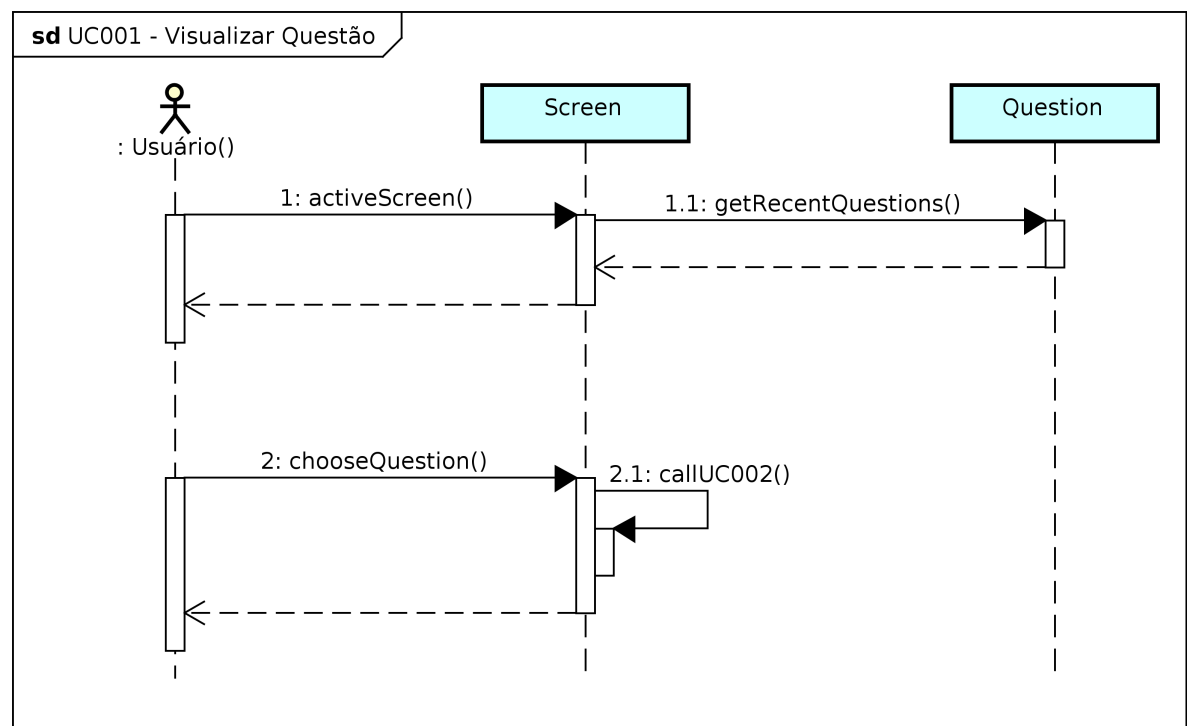 sd UC001 - Visualizar Questão
: Usuário()
Screen
Question
1: activeScreen()
1.1: getRecentQuestions()
2: chooseQuestion()
2.1: callUC002()